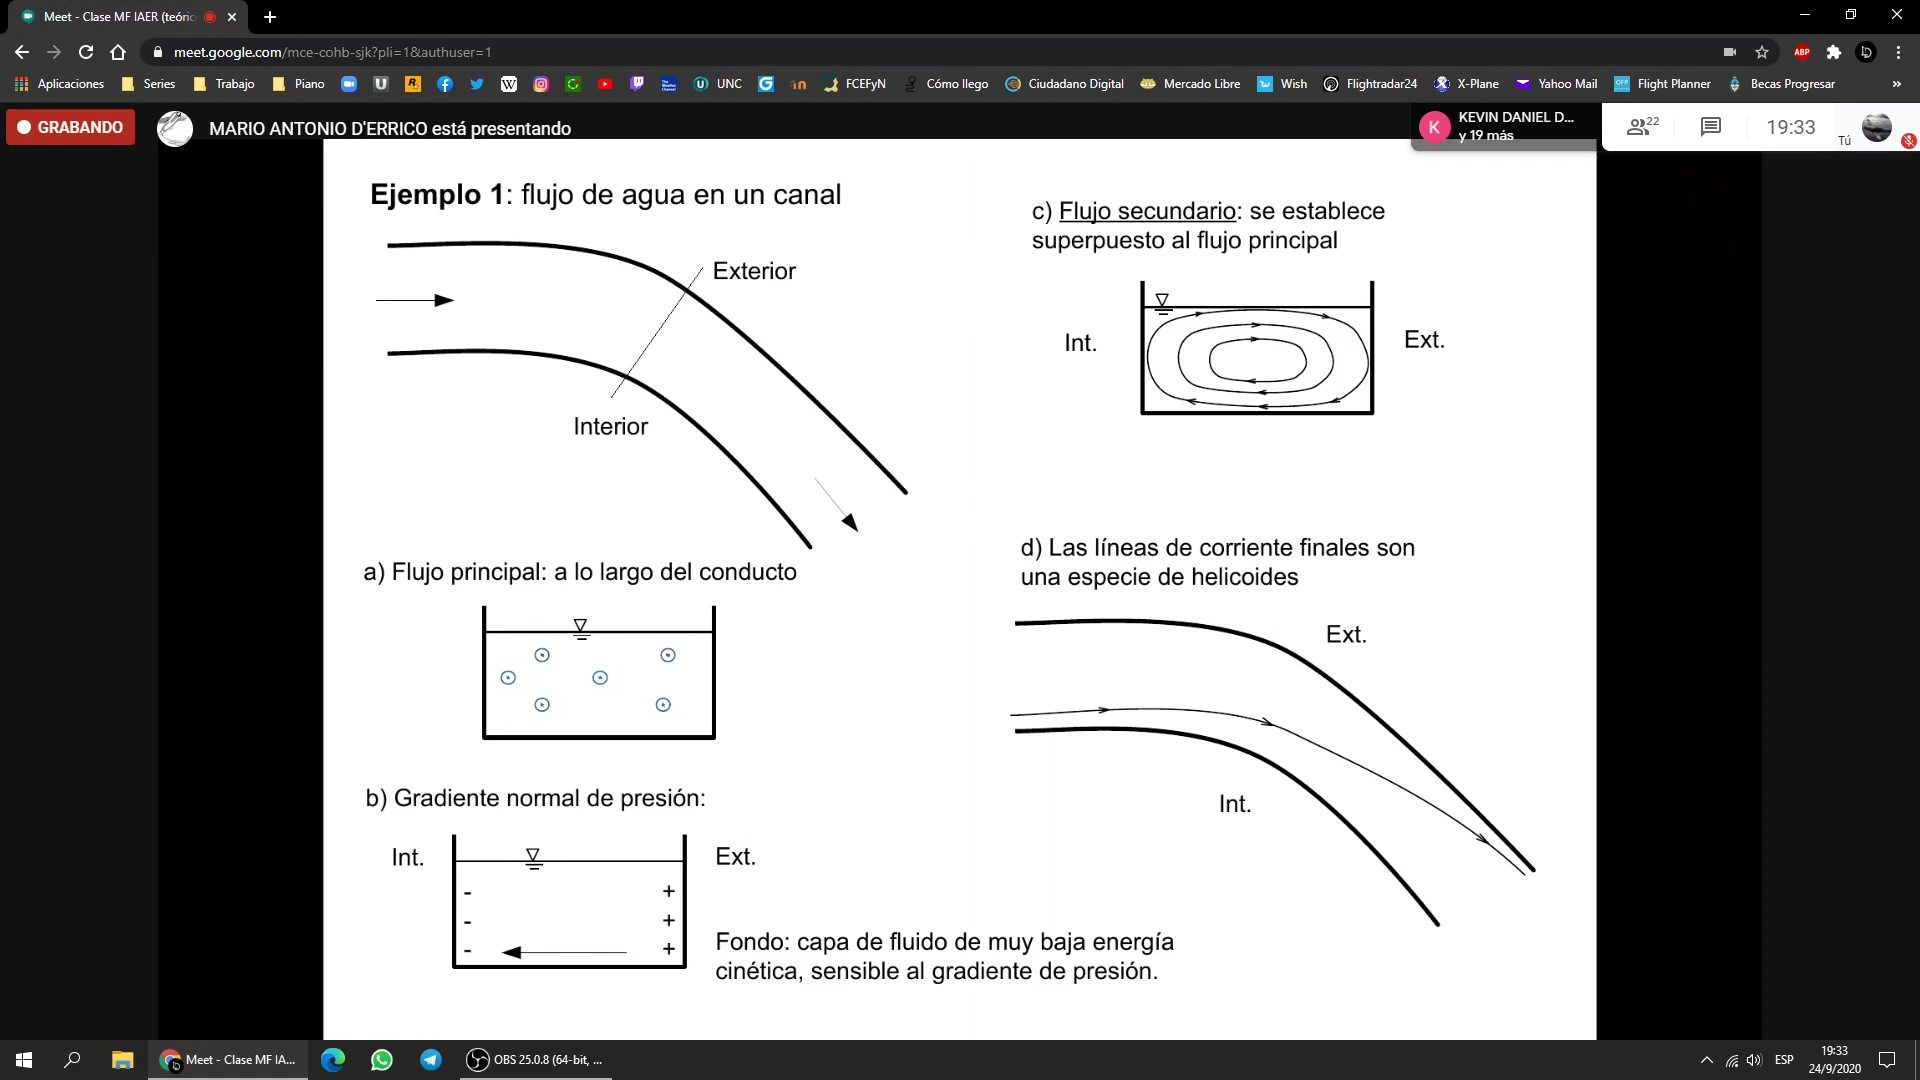 Meet - Clase MF IAER (teóric
meet.google.com/mce-cohb-sjk?pli=1&authuser=1
ABP
Aplicaciones
Series
Trabajo
Piano
UNC
FCEFyN
Cómo llego
Ciudadano Digital
Mercado Libre
Wish
Flightradar24
X-Plane
Yahoo Mail
Flight Planner
Becas Progresar
»
GRABANDO
MARIO ANTONIO D'ERRICO está presentando
K
KEVIN DANIEL D...
y 19 más
22
19:33
Tú
Ejemplo 1: flujo de agua en un canal
Exterior
Interior
a) Flujo principal: a lo largo del conducto
b) Gradiente normal de presión:
Int.
Ext.
- +
- +
- +
Fondo: capa de fluido de muy baja energía
cinética, sensible al gradiente de presión.
c) Flujo secundario: se establece
superpuesto al flujo principal
Int.
Ext.
d) Las líneas de corriente finales son
una especie de helicoides
Ext.
Int.
Meet - Clase MF IA...
OBS 25.0.8 (64-bit, ...
ESP
19:33
24/9/2020